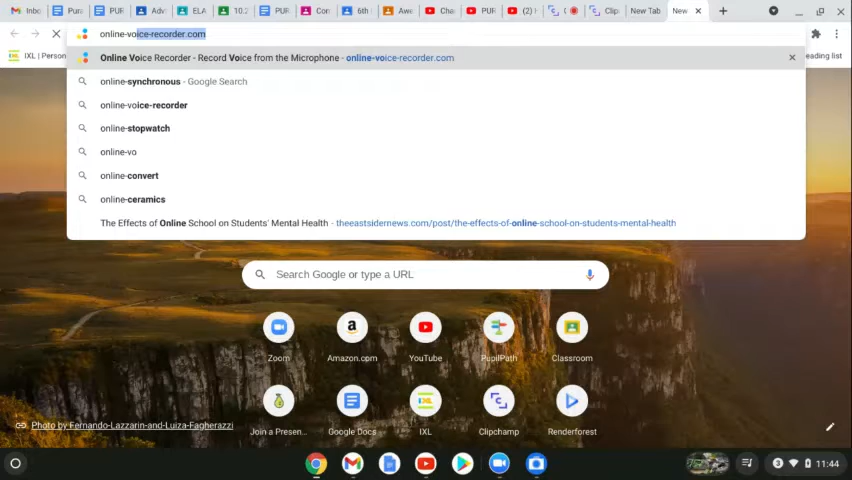 Inbo
Pura
PUR
Adv
ELA
10.2
PUR
Con
6th
Awe
Cha
PUR
(2)
C
Clip
New Tab
New
online-voice-recorder.com
IXL | Person
eading list
Online Voice Recorder - Record Voice from the Microphone - online-voice-recorder.com
online-synchronous - Google Search
online-voice-recorder
online-stopwatch
online-vo
online-convert
online-ceramics
The Effects of Online School on Students' Mental Health - theeastsidernews.com/post/the-effects-of-online-school-on-students-mental-health
Search Google or type a URL
Zoom
Amazon.com
YouTube
PupilPath
Classroom
Join a Presen...
Google Docs
IXL
Clipchamp
Renderforest
Photo by Fernando-Lazzarin-and-Luiza-Fagherazzi
3
11:44